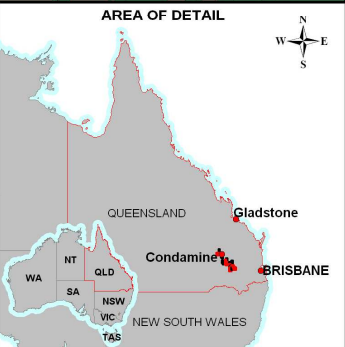 AREA OF DETAIL
N
W E
S
QUEENSLAND
Gladstone
Condamine
BRISBANE
NT
QLD
WA
SA
NSW
VIC
NEW SOUTH WALES
TAS